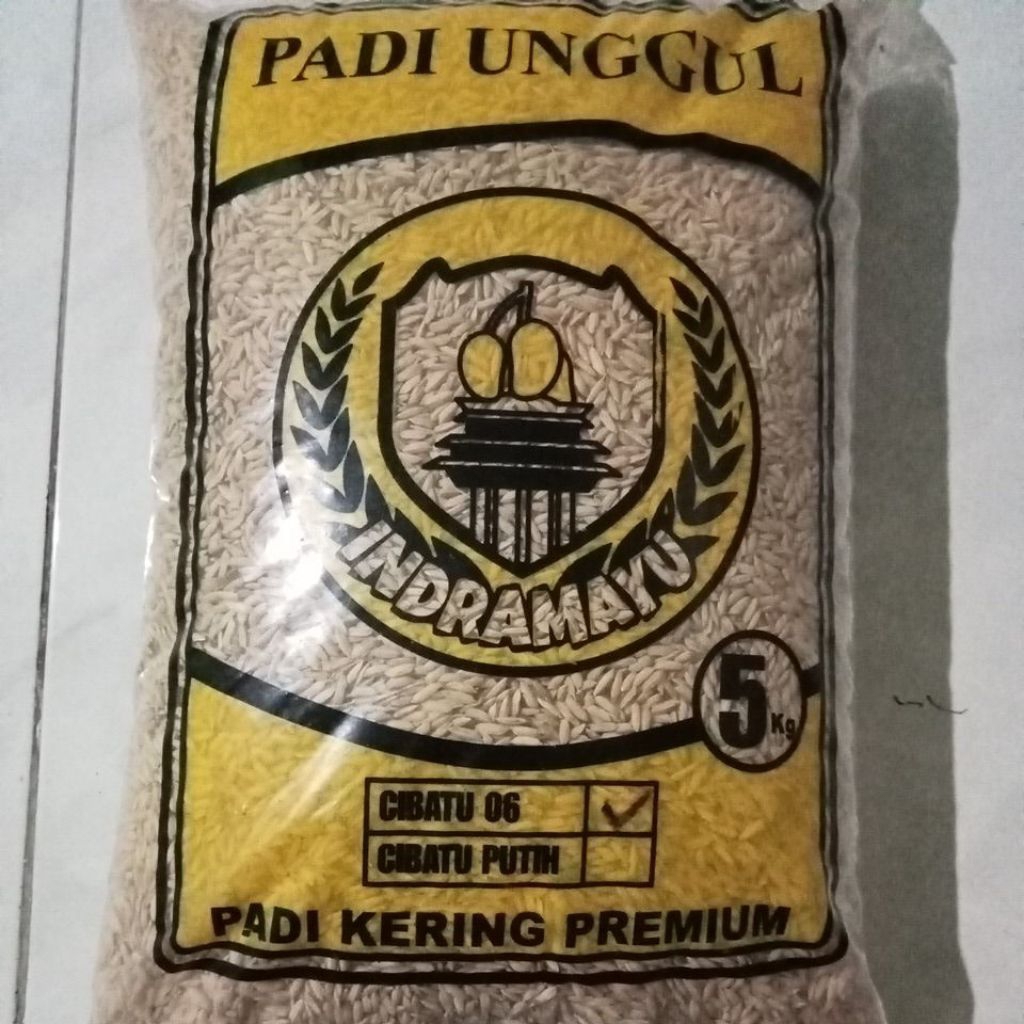 PADI UNGGUL
INDRAMAYU
5 Kg
CIBATU 06
CIBATU PUTIH
PADI KERING PREMIUM